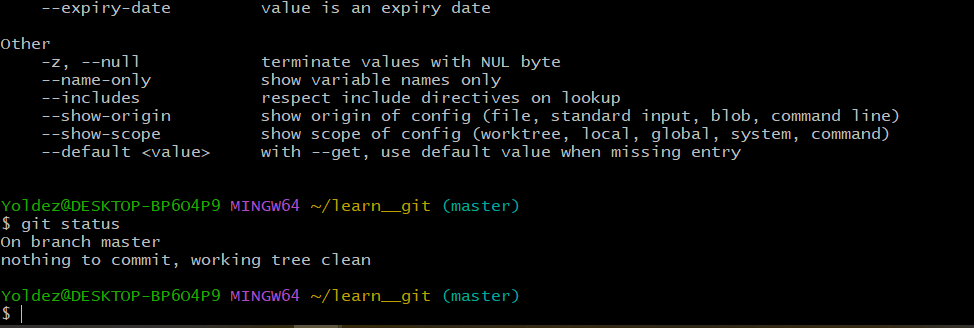 --expiry-date         value is an expiry date

Other
    -z, --null            terminate values with NUL byte
    --name-only           show variable names only
    --includes            respect include directives on lookup
    --show-origin         show origin of config (file, standard input, blob, command line)
    --show-scope          show scope of config (worktree, local, global, system, command)
    --default <value>     with --get, use default value when missing entry

Yoldez@DESKTOP-BP6O4P9 MINGW64 ~/learn__git (master)
$ git status
On branch master
nothing to commit, working tree clean

Yoldez@DESKTOP-BP6O4P9 MINGW64 ~/learn__git (master)
$